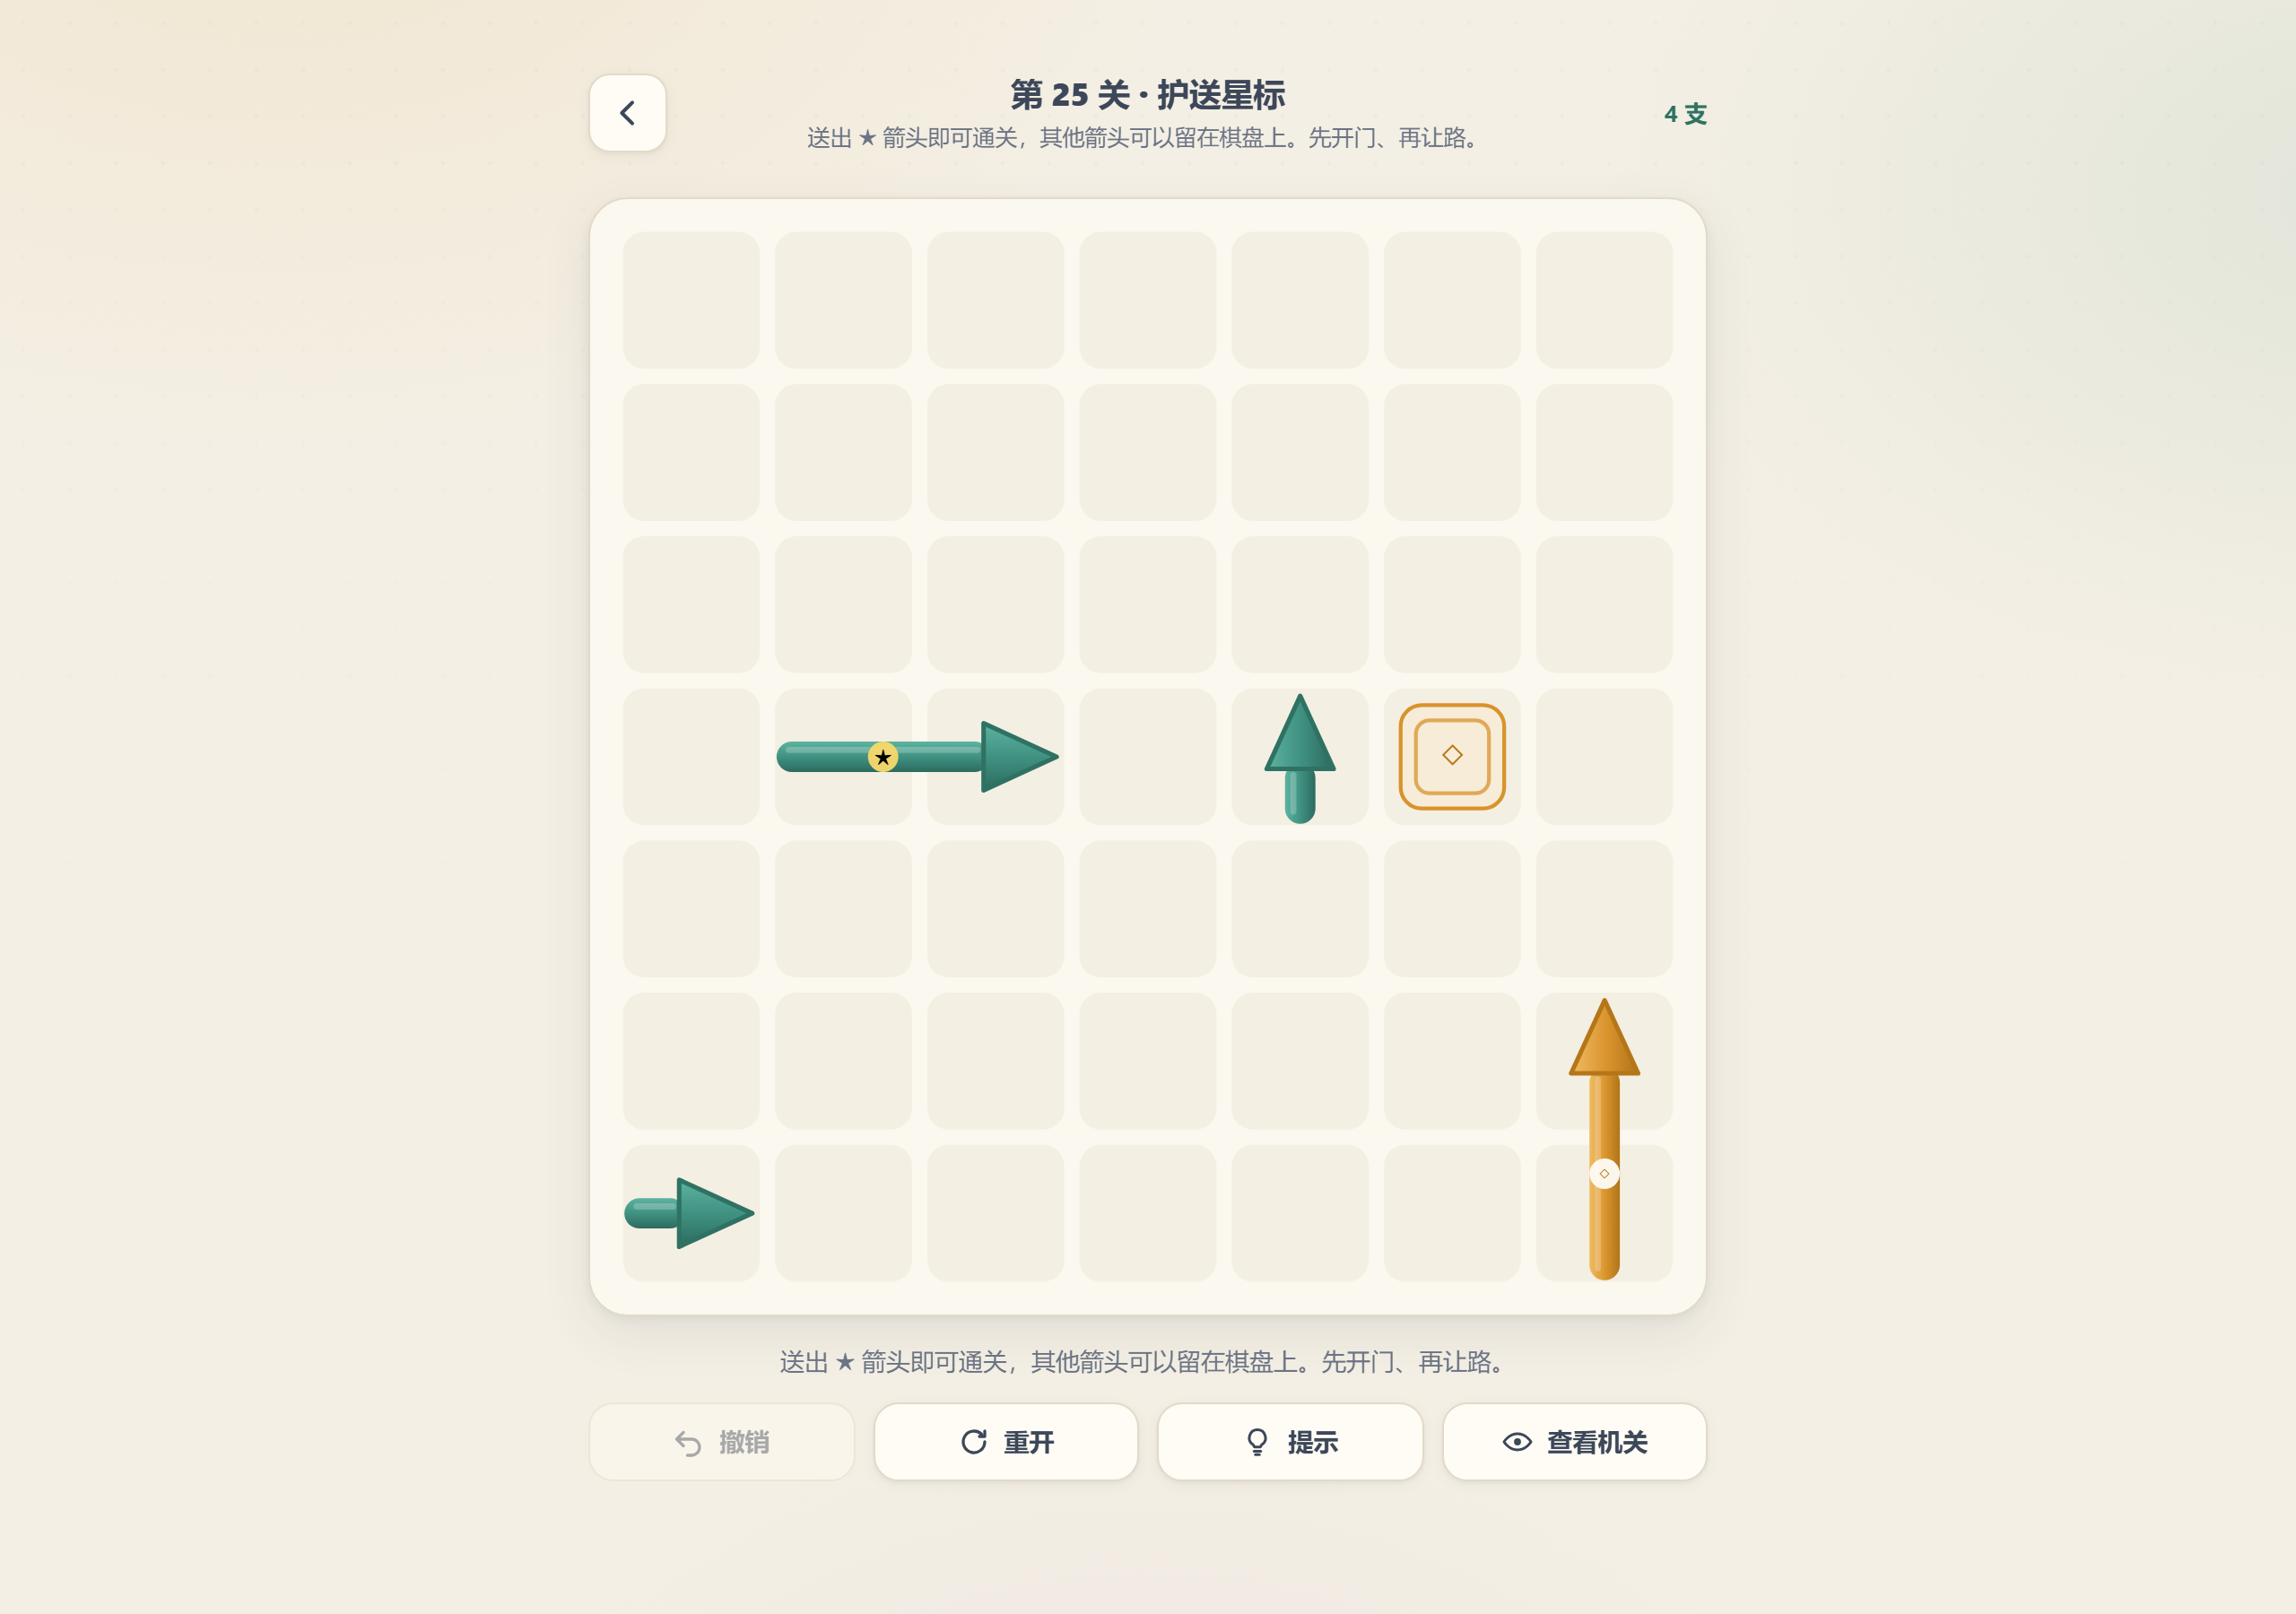 第 25 关 · 护送星标
送出 ★ 箭头即可通关，其他箭头可以留在棋盘上。先开门、再让路。
4 支
送出 ★ 箭头即可通关，其他箭头可以留在棋盘上。先开门、再让路。
撤销
重开
提示
查看机关